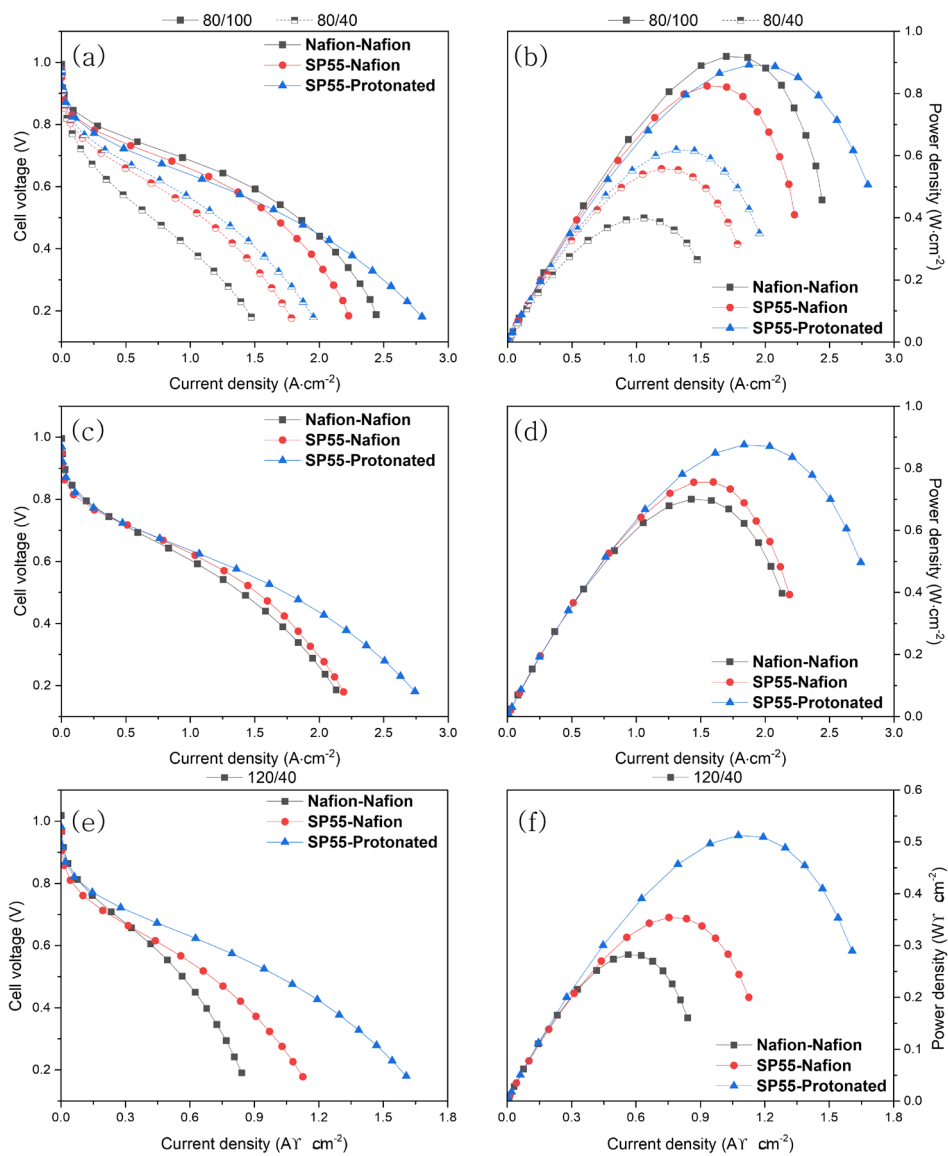 80/100 80/40
(a)
Nafion-Nafion
SP55-Nafion
SP55-Protonated
Cell voltage (V)
1.0
0.8
0.6
0.4
0.2
0.0 0.5 1.0 1.5 2.0 2.5 3.0
Current density (A·cm-2)
80/100 80/40
(b)
Nafion-Nafion
SP55-Nafion
SP55-Protonated
Power density (W·cm-2)
1.0
0.8
0.6
0.4
0.2
0.0
0.0 0.5 1.0 1.5 2.0 2.5 3.0
Current density (A·cm-2)
(c)
Nafion-Nafion
SP55-Nafion
SP55-Protonated
Cell voltage (V)
1.0
0.8
0.6
0.4
0.2
0.0 0.5 1.0 1.5 2.0 2.5 3.0
Current density (A·cm-2)
(d)
Nafion-Nafion
SP55-Nafion
SP55-Protonated
Power density (W·cm-2)
1.0
0.8
0.6
0.4
0.2
0.0
0.0 0.5 1.0 1.5 2.0 2.5 3.0
Current density (A·cm-2)
120/40
(e)
Nafion-Nafion
SP55-Nafion
SP55-Protonated
Cell voltage (V)
1.0
0.8
0.6
0.4
0.2
0.0 0.3 0.6 0.9 1.2 1.5 1.8
Current density (Aϒ cm-2)
120/40
(f)
Nafion-Nafion
SP55-Nafion
SP55-Protonated
Power density (Wϒ cm-2)
0.6
0.5
0.4
0.3
0.2
0.1
0.0
0.0 0.3 0.6 0.9 1.2 1.5 1.8
Current density (Aϒ cm-2)